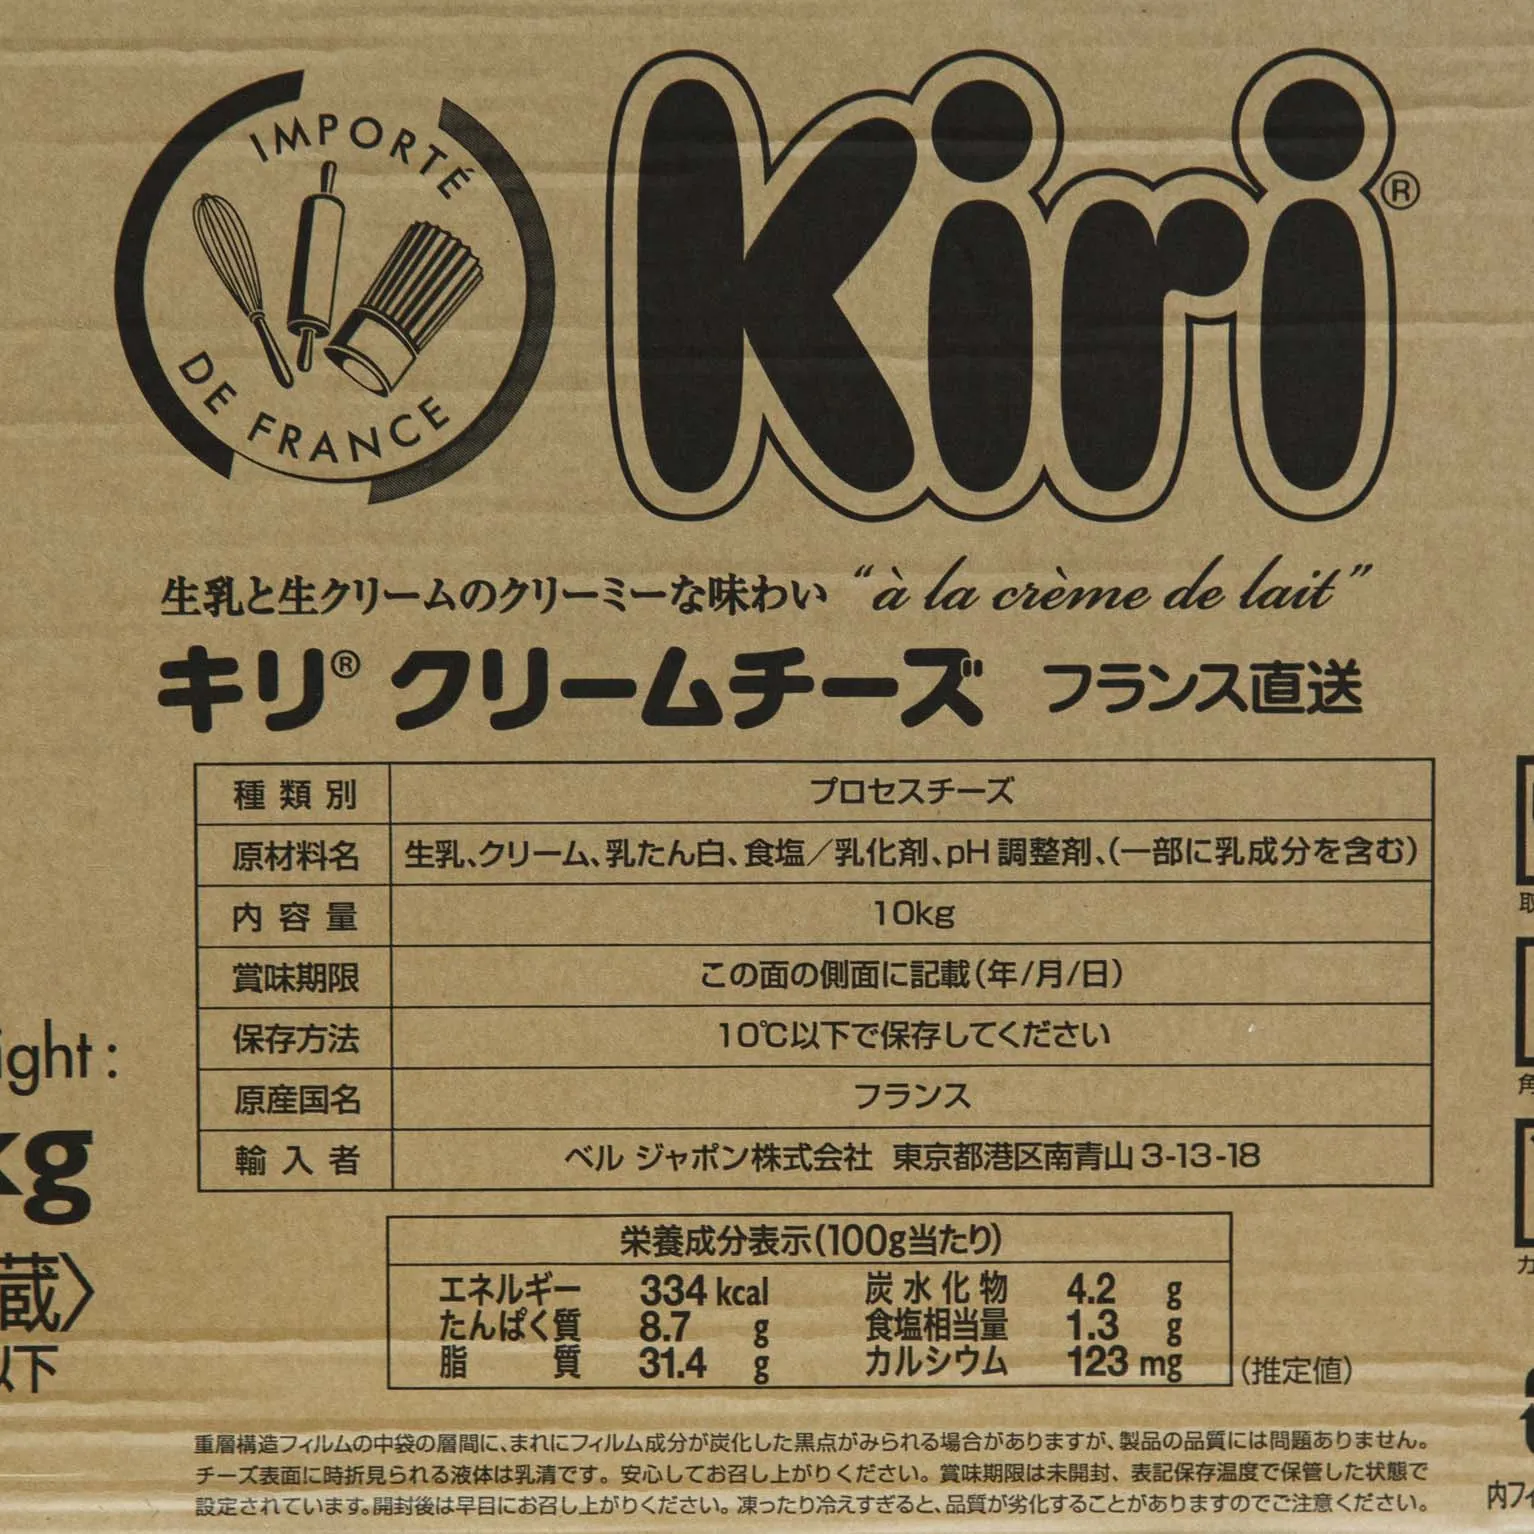 IMPORTÉ
DE FRANCE
Kiri®
生乳と生クリームのクリーミーな味わい “à la crème de lait”
キリ® クリームチーズ フランス直送
種類別 プロセスチーズ
原材料名 生乳、クリーム、乳たん白、食塩／乳化剤、pH調整剤、(一部に乳成分を含む)
内容量 10kg
賞味期限 この面の側面に記載(年/月/日)
保存方法 10℃以下で保存してください
原産国名 フランス
輸入者 ベル ジャポン株式会社 東京都港区南青山3-13-18
ight:
kg
蔵〉
以下
栄養成分表示(100g当たり)
エネルギー 334 kcal 炭水化物 4.2 g
たんぱく質 8.7 g 食塩相当量 1.3 g
脂質 31.4 g カルシウム 123 mg (推定値)
重層構造フィルムの中袋の層間に、まれにフィルム成分が炭化した黒点がみられる場合がありますが、製品の品質には問題ありません。
チーズ表面に時折見られる液体は乳清です。安心してお召し上がりください。賞味期限は未開封、表記保存温度で保管した状態で
設定されています。開封後は早目にお召し上がりください。凍ったり冷えすぎると、品質が劣化することがありますのでご注意ください。
取
角
内フィ